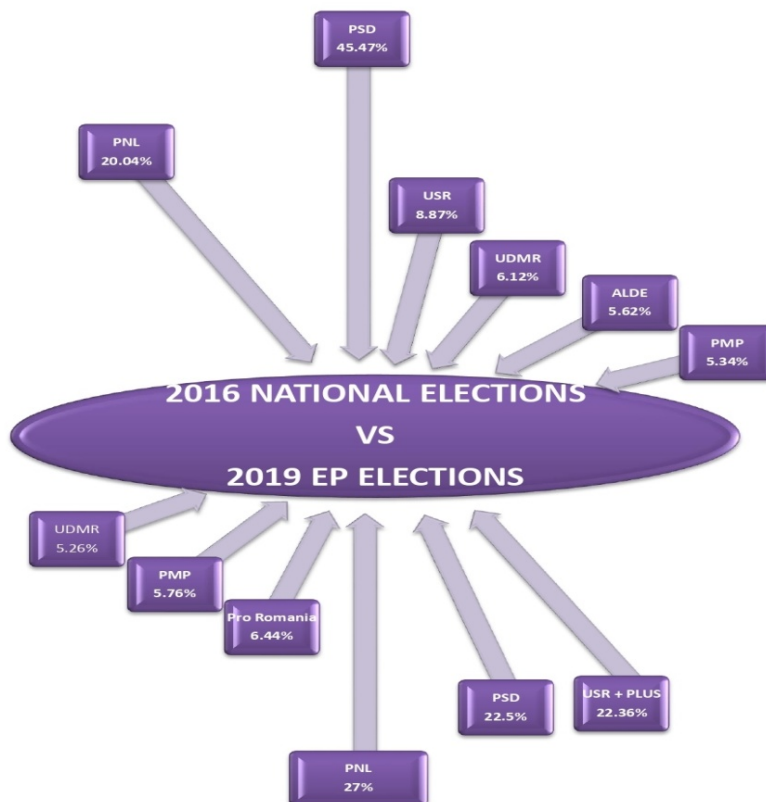 PSD
45.47%
PNL
20.04%
USR
8.87%
UDMR
6.12%
ALDE
5.62%
PMP
5.34%
2016 NATIONAL ELECTIONS
VS
2019 EP ELECTIONS
UDMR
5.26%
PMP
5.76%
Pro Romania
6.44%
PNL
27%
PSD
22.5%
USR + PLUS
22.36%